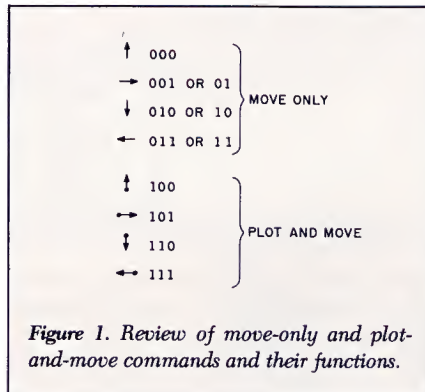 ↑ 000
→ 001 OR 01
↓ 010 OR 10
← 011 OR 11
MOVE ONLY
↑ 100
→ 101
↓ 110
← 111
PLOT AND MOVE
Figure 1. Review of move-only and plot-
and-move commands and their functions.